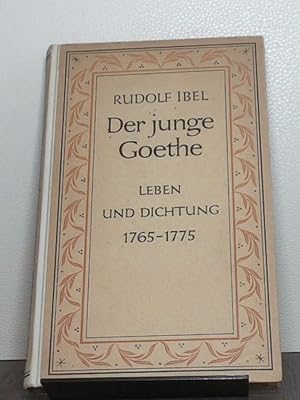 RUDOLF IBEL
Der junge
Goethe
LEBEN
UND DICHTUNG
1765–1775